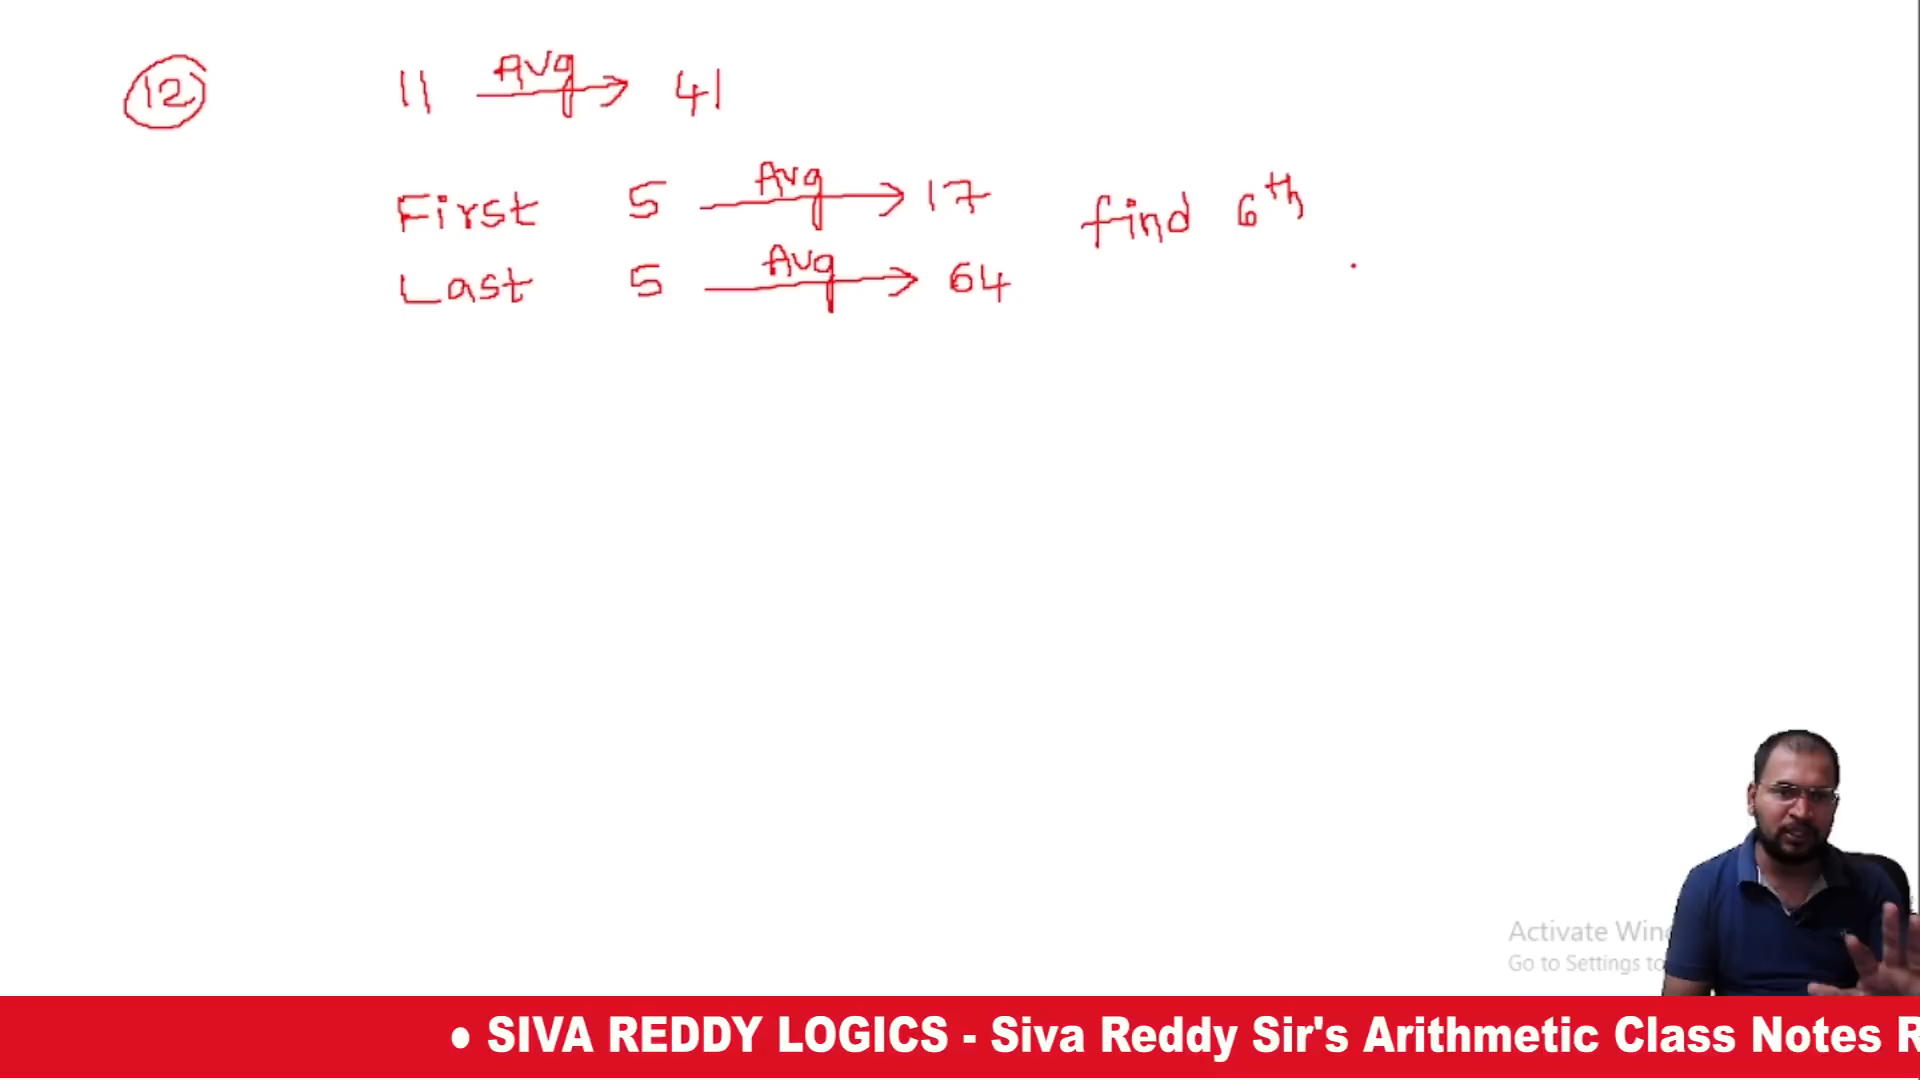 12 11 Avg → 41
First 5 Avg → 17 find 6th
Last 5 Avg → 64
Activate Win
Go to Settings to
• SIVA REDDY LOGICS - Siva Reddy Sir's Arithmetic Class Notes R